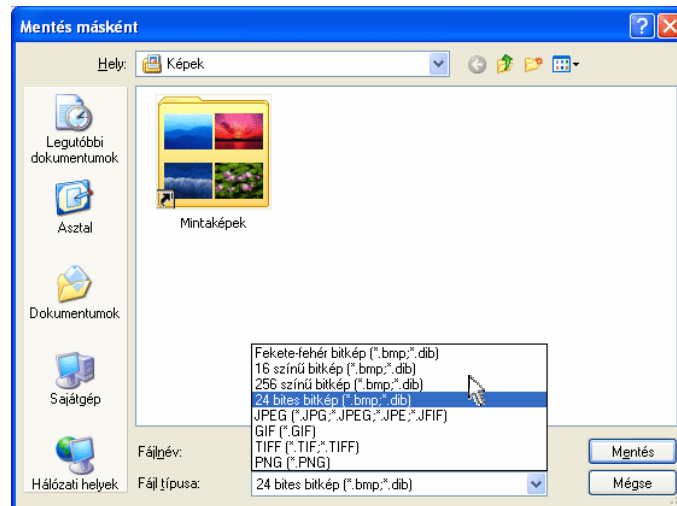 Mentés másként
Hely:
Képek
Legutóbbi
dokumentumok
Asztal
Dokumentumok
Sajátgép
Hálózati helyek
Mintaképek
Fekete-fehér bitkép (*.bmp;*.dib)
16 színű bitkép (*.bmp;*.dib)
256 színű bitkép (*.bmp;*.dib)
24 bites bitkép (*.bmp;*.dib)
JPEG (*.JPG;*.JPEG;*.JPE;*.JFIF)
GIF (*.GIF)
TIFF (*.TIF;*.TIFF)
PNG (*.PNG)
Fájlnév:
Mentés
Fájl típusa:
24 bites bitkép (*.bmp;*.dib)
Mégse